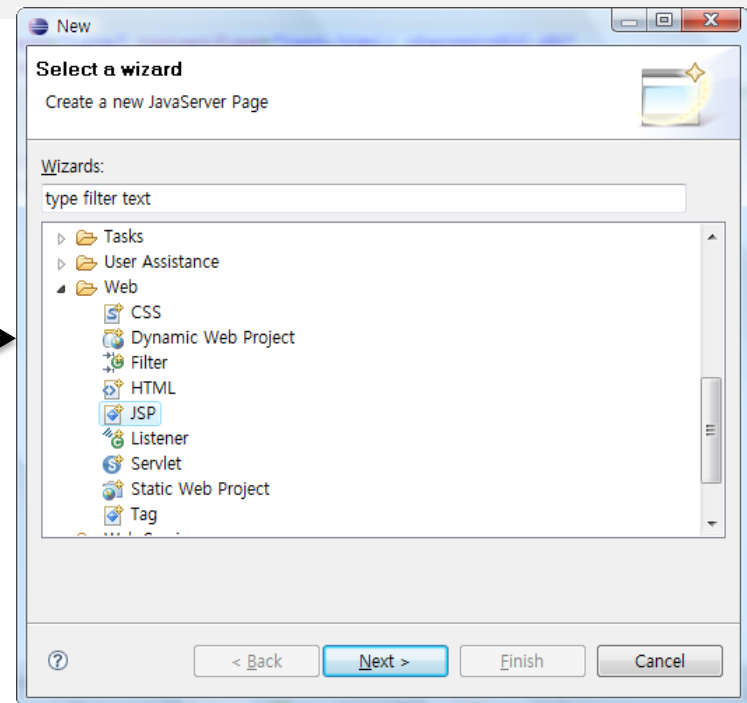 New
Select a wizard
Create a new JavaServer Page
Wizards:
type filter text
Tasks
User Assistance
Web
CSS
Dynamic Web Project
Filter
HTML
JSP
Listener
Servlet
Static Web Project
Tag
< Back Next > Finish Cancel